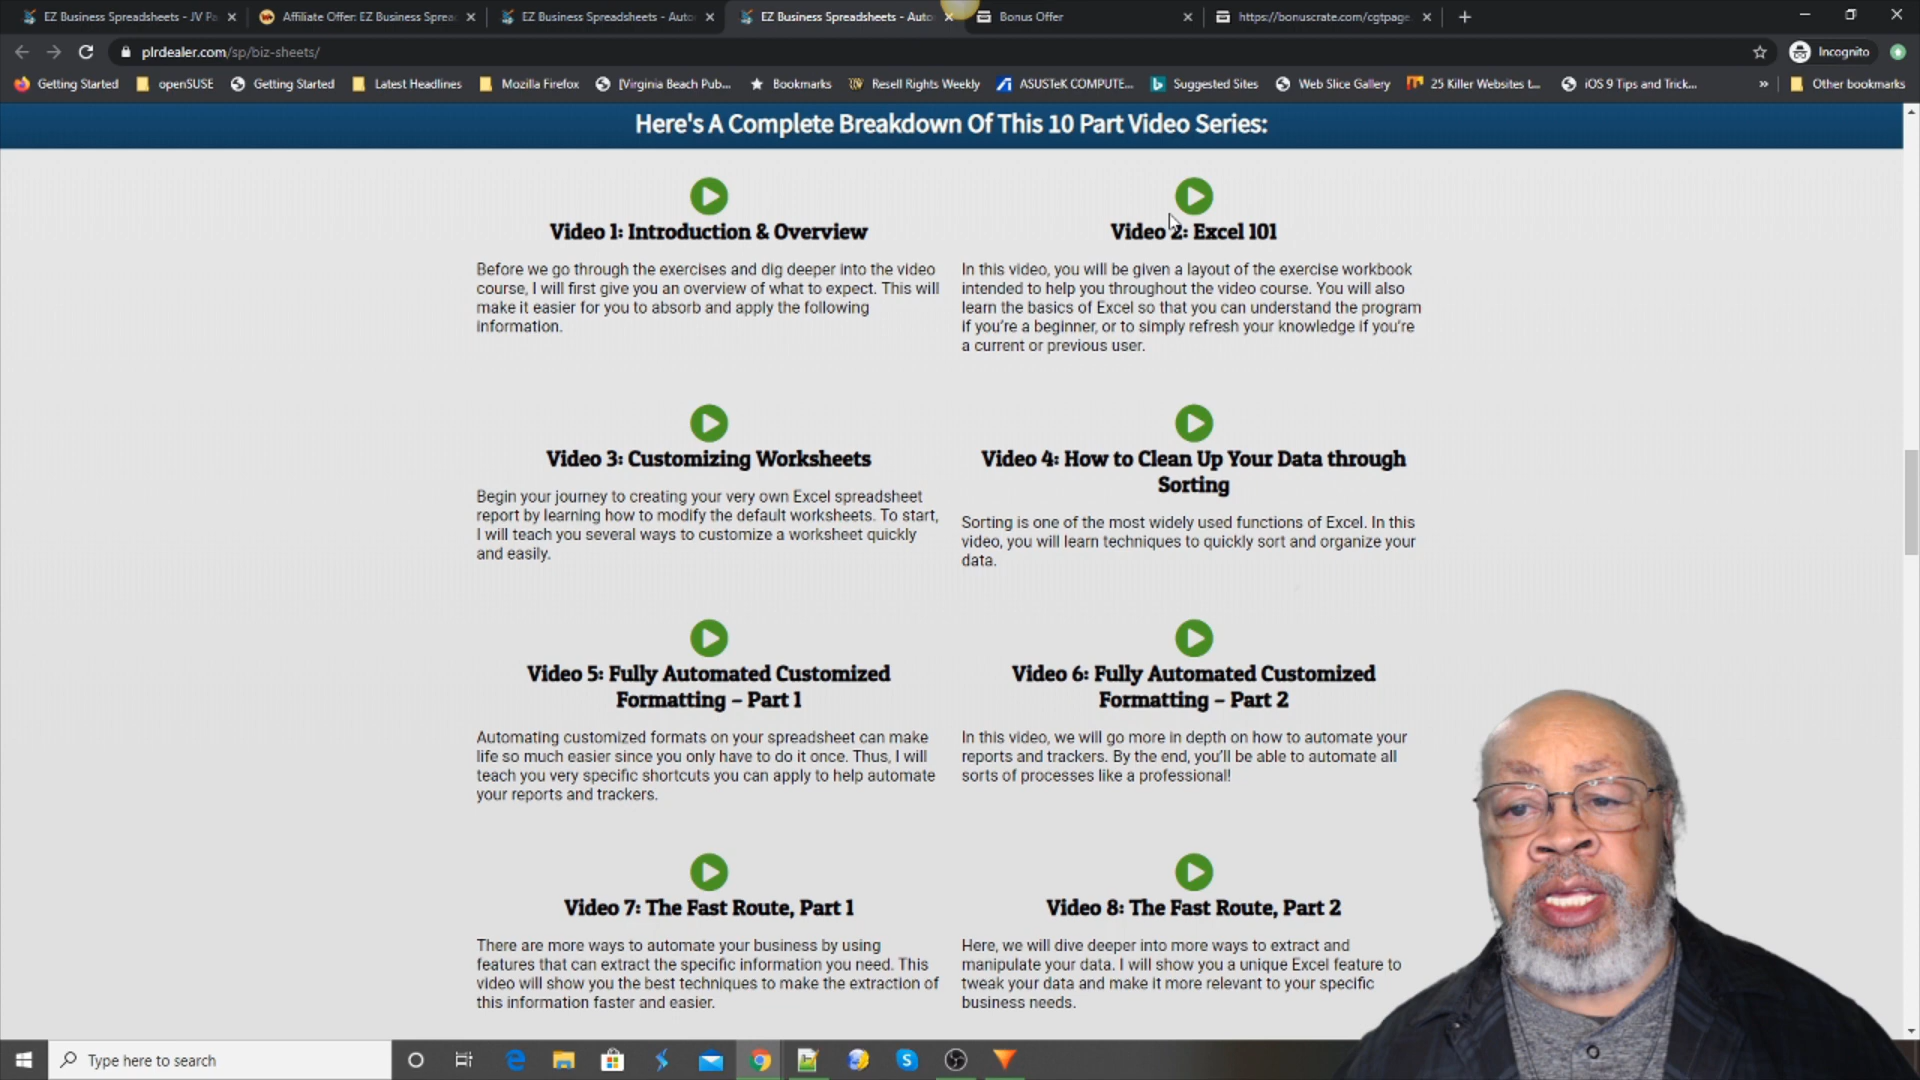 EZ Business Spreadsheets - JV Pa
Affiliate Offer: EZ Business Sprea
EZ Business Spreadsheets - Auto
EZ Business Spreadsheets - Auto
Bonus Offer
https://bonuscrate.com/cgtpage
plrdealer.com/sp/biz-sheets/
Incognito
Getting Started
openSUSE
Getting Started
Latest Headlines
Mozilla Firefox
[Virginia Beach Pub...
Bookmarks
Resell Rights Weekly
ASUSTeK COMPUTE...
Suggested Sites
Web Slice Gallery
25 Killer Websites t...
iOS 9 Tips and Trick...
Other bookmarks
Here's A Complete Breakdown Of This 10 Part Video Series:
Video 1: Introduction & Overview
Before we go through the exercises and dig deeper into the video
course, I will first give you an overview of what to expect. This will
make it easier for you to absorb and apply the following
information.
Video 2: Excel 101
In this video, you will be given a layout of the exercise workbook
intended to help you throughout the video course. You will also
learn the basics of Excel so that you can understand the program
if you're a beginner, or to simply refresh your knowledge if you're
a current or previous user.
Video 3: Customizing Worksheets
Begin your journey to creating your very own Excel spreadsheet
report by learning how to modify the default worksheets. To start,
I will teach you several ways to customize a worksheet quickly
and easily.
Video 4: How to Clean Up Your Data through
Sorting
Sorting is one of the most widely used functions of Excel. In this
video, you will learn techniques to quickly sort and organize your
data.
Video 5: Fully Automated Customized
Formatting – Part 1
Automating customized formats on your spreadsheet can make
life so much easier since you only have to do it once. Thus, I will
teach you very specific shortcuts you can apply to help automate
your reports and trackers.
Video 6: Fully Automated Customized
Formatting – Part 2
In this video, we will go more in depth on how to automate your
reports and trackers. By the end, you'll be able to automate all
sorts of processes like a professional!
Video 7: The Fast Route, Part 1
There are more ways to automate your business by using
features that can extract the specific information you need. This
video will show you the best techniques to make the extraction of
this information faster and easier.
Video 8: The Fast Route, Part 2
Here, we will dive deeper into more ways to extract and
manipulate your data. I will show you a unique Excel feature to
tweak your data and make it more relevant to your specific
business needs.
Type here to search